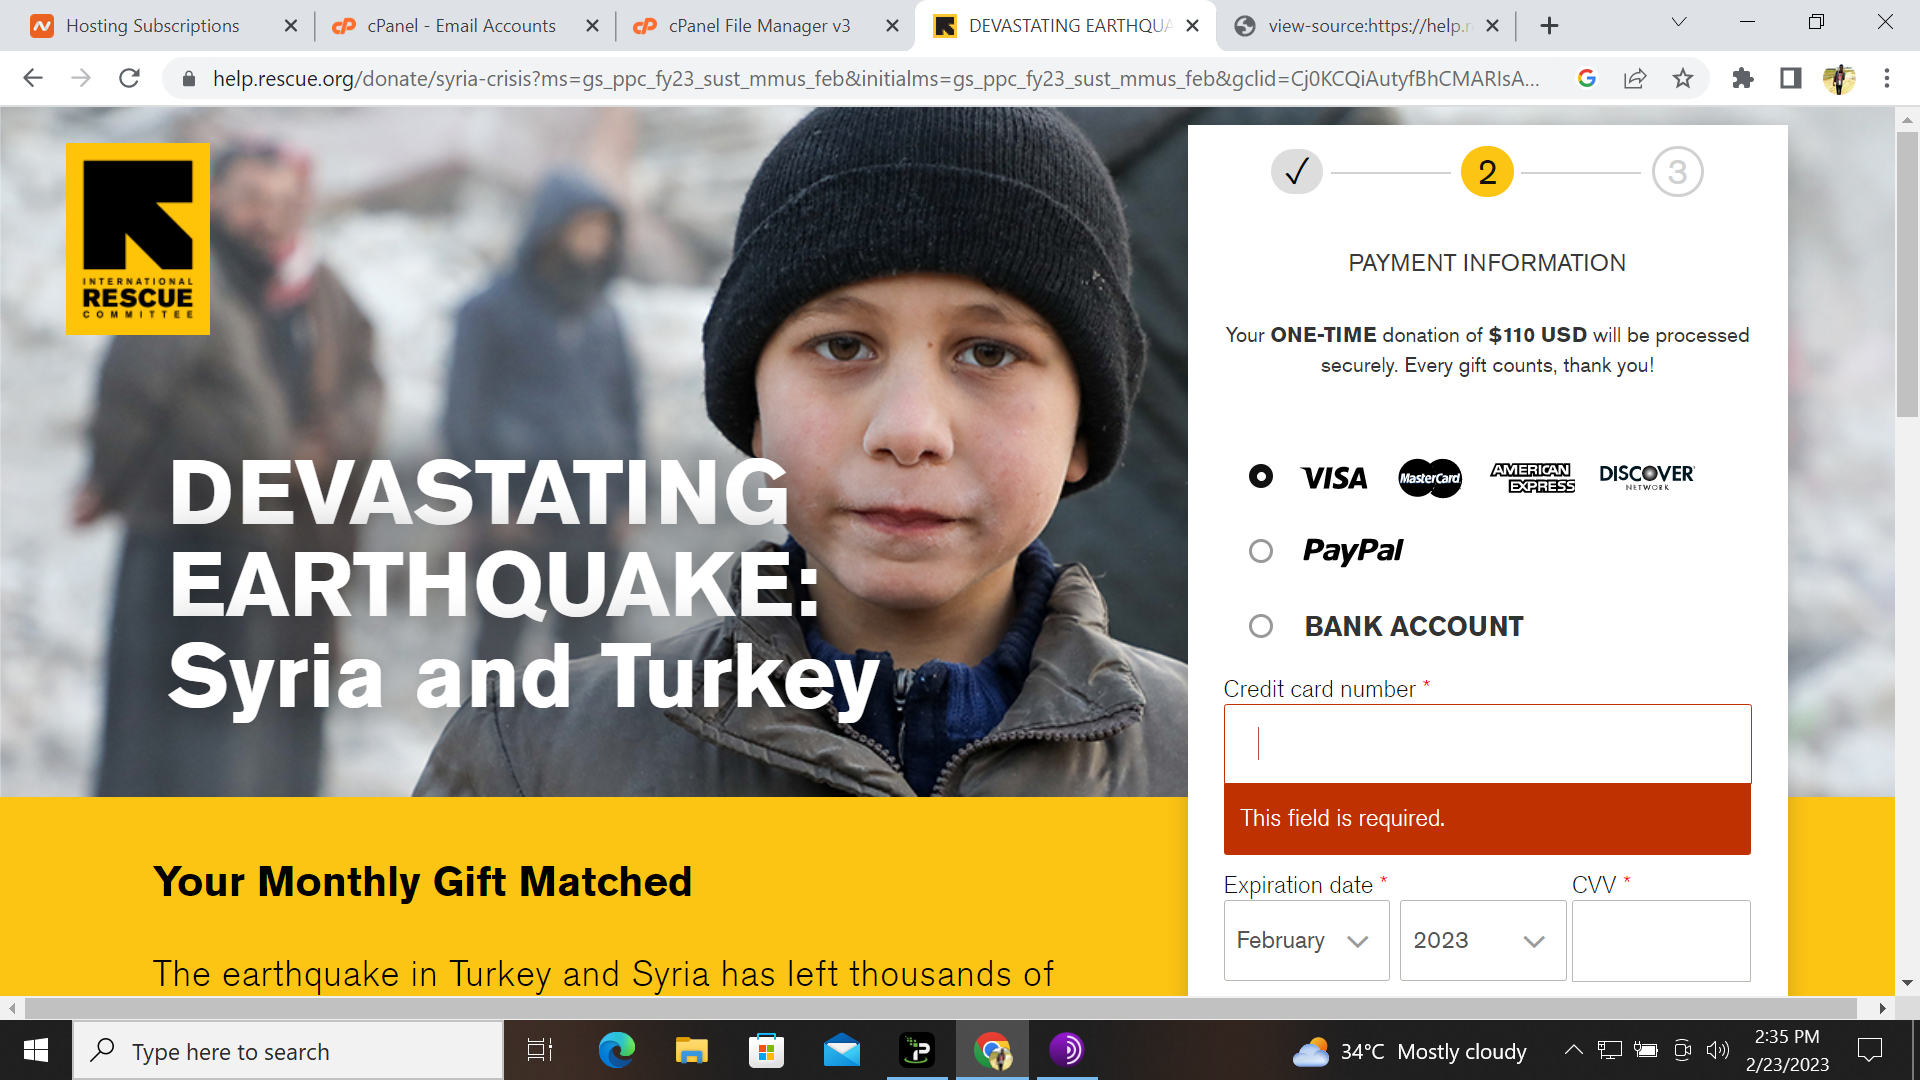 Hosting Subscriptions
cPanel - Email Accounts
cPanel File Manager v3
DEVASTATING EARTHQUA
view-source:https://help.r
help.rescue.org/donate/syria-crisis?ms=gs_ppc_fy23_sust_mmus_feb&initialms=gs_ppc_fy23_sust_mmus_feb&gclid=Cj0KCQiAutyfBhCMARIsA...
INTERNATIONAL
RESCUE
COMMITTEE
DEVASTATING
EARTHQUAKE:
Syria and Turkey
Your Monthly Gift Matched
The earthquake in Turkey and Syria has left thousands of
2
3
PAYMENT INFORMATION
Your ONE-TIME donation of $110 USD will be processed
securely. Every gift counts, thank you!
VISA MasterCard AMERICAN EXPRESS DISCOVER NETWORK
PayPal
BANK ACCOUNT
Credit card number *
This field is required.
Expiration date * CVV *
February 2023
Type here to search
34°C Mostly cloudy
2:35 PM
2/23/2023